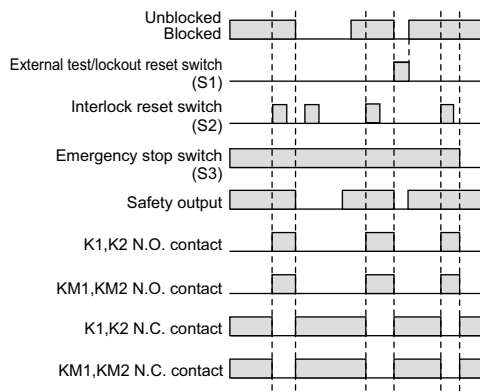 Unblocked
Blocked
External test/lockout reset switch
(S1)
Interlock reset switch
(S2)
Emergency stop switch
(S3)
Safety output
K1,K2 N.O. contact
KM1,KM2 N.O. contact
K1,K2 N.C. contact
KM1,KM2 N.C. contact